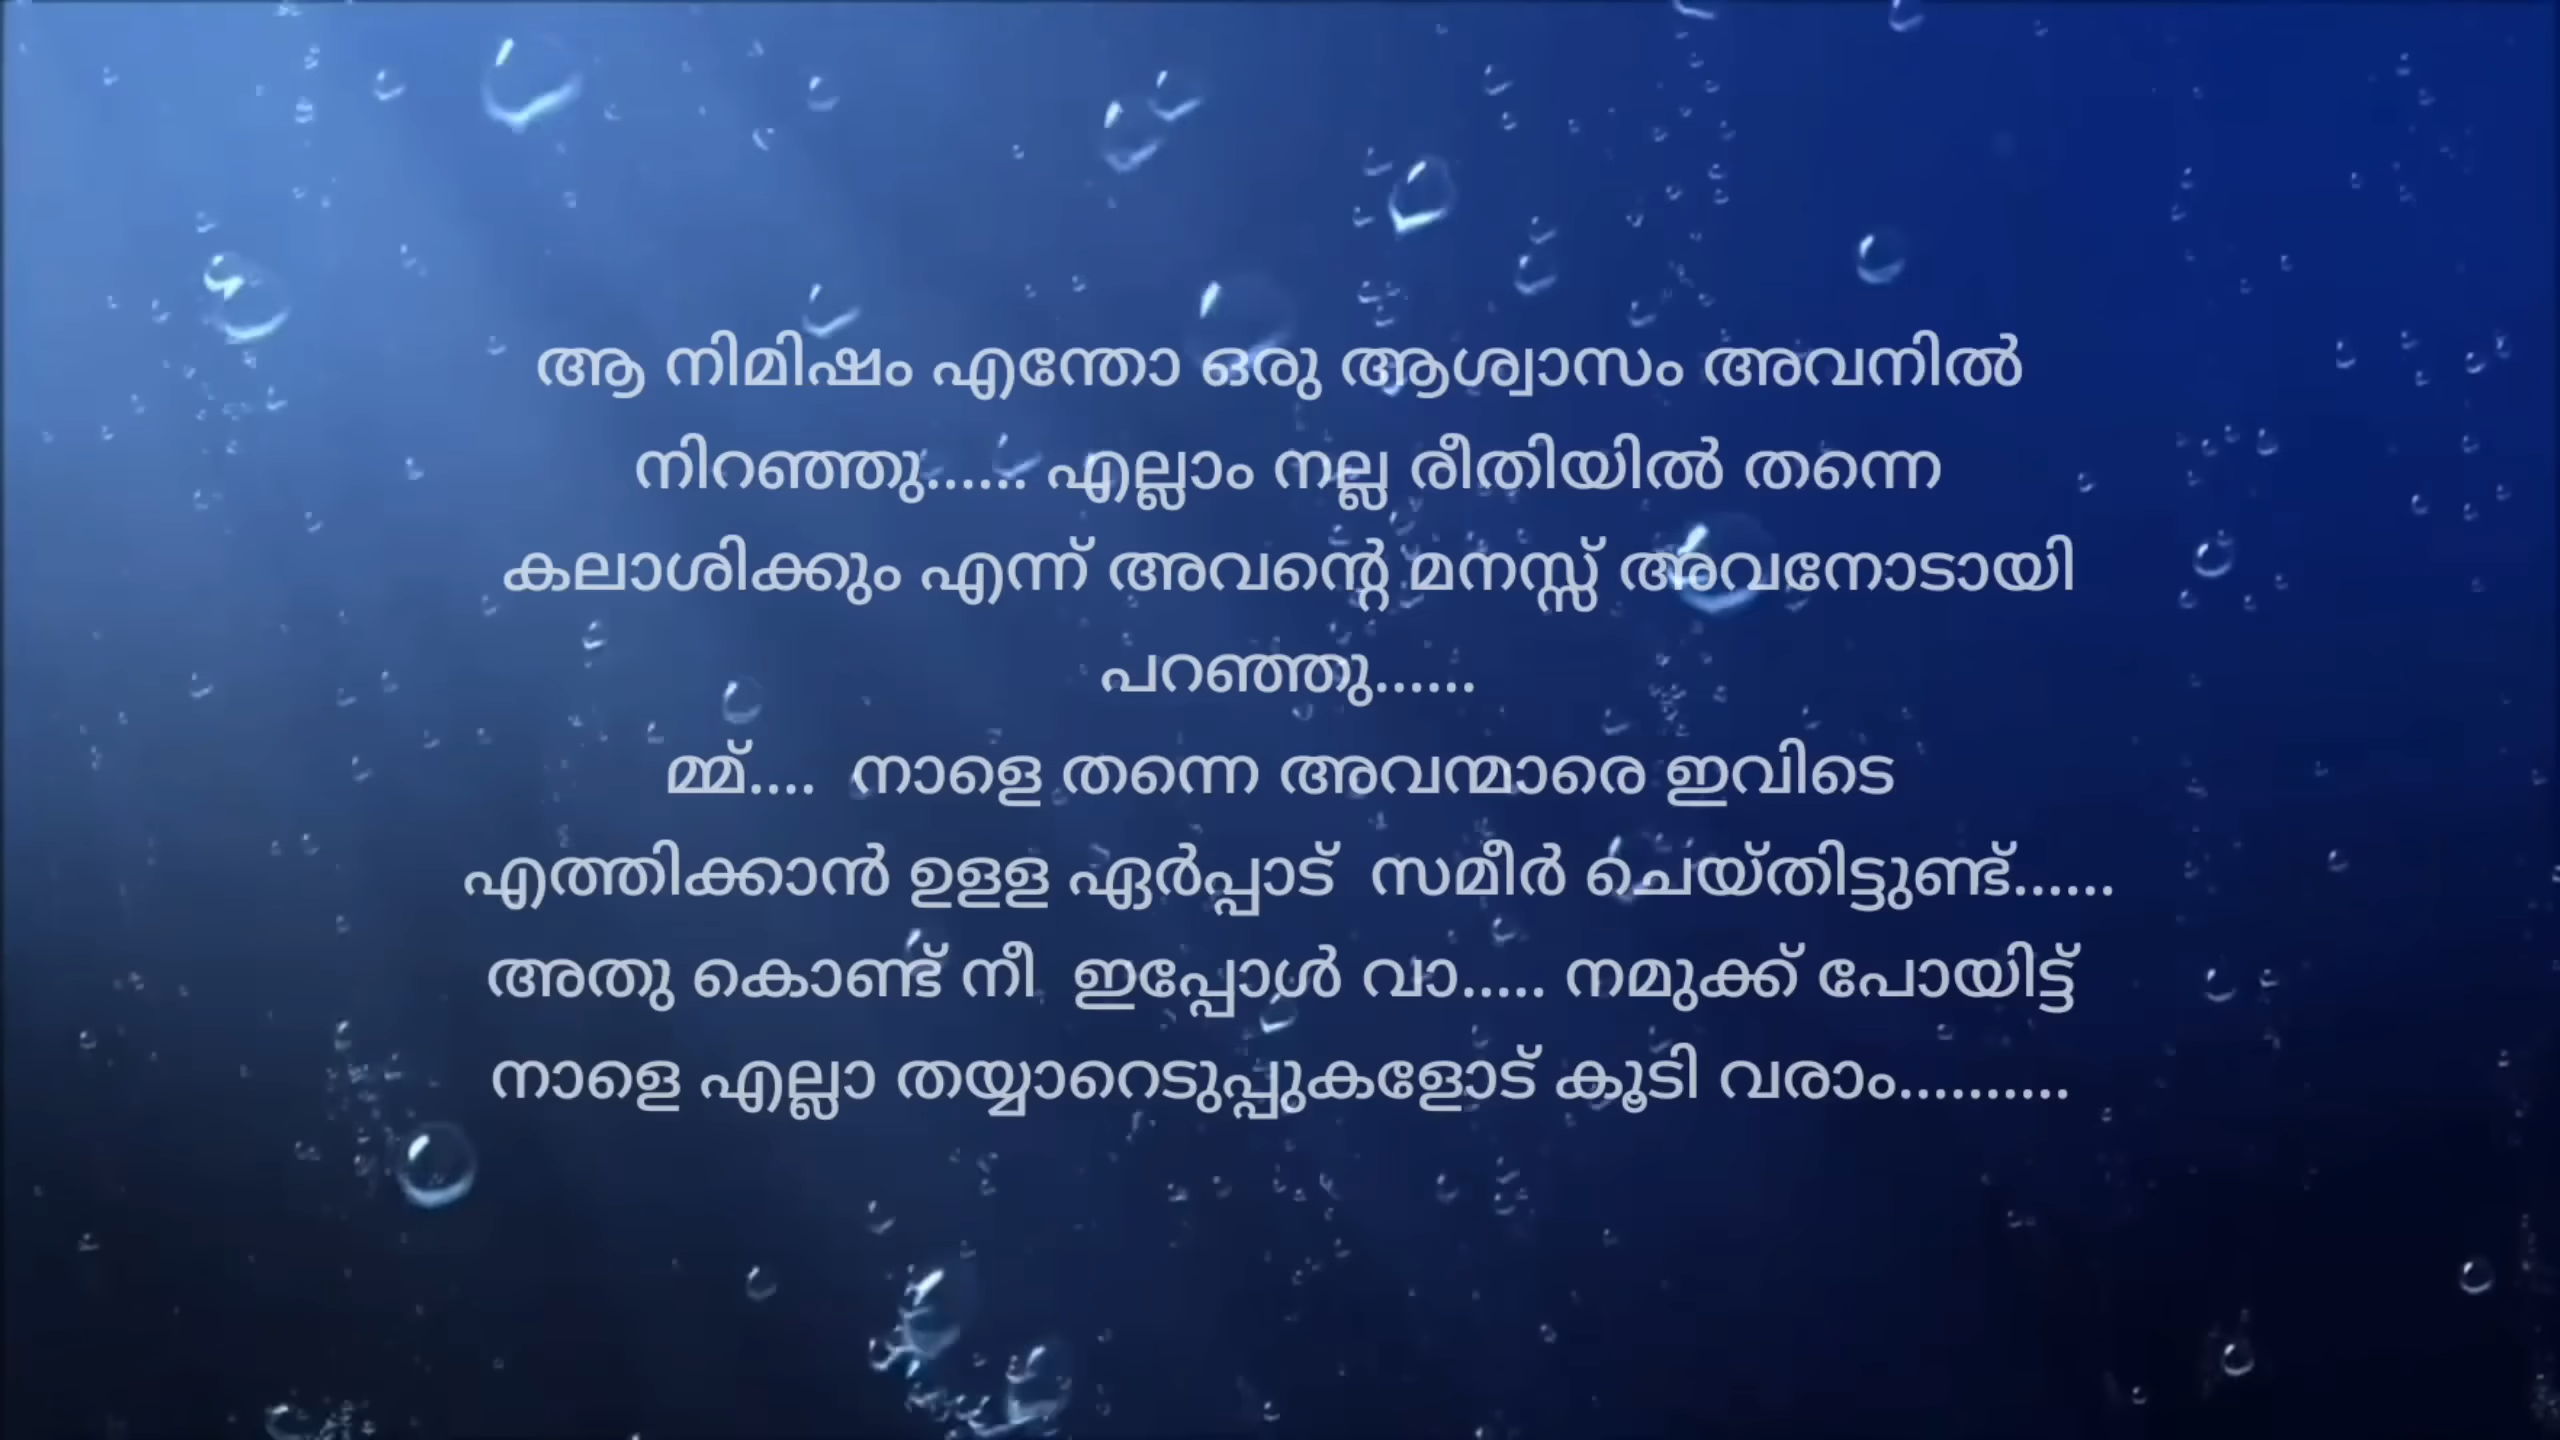 ആ നിമിഷം എന്തോ ഒരു ആശ്വാസം അവനിൽ
നിറഞ്ഞു...... എല്ലാം നല്ല രീതിയിൽ തന്നെ
കലാശിക്കും എന്ന് അവന്റെ മനസ്സ് അവനോടായി
പറഞ്ഞു......
മ്മ്....  നാളെ തന്നെ അവന്മാരെ ഇവിടെ
എത്തിക്കാൻ ഉളള ഏർപ്പാട്  സമീർ ചെയ്തിട്ടുണ്ട്......
അതു കൊണ്ട് നീ  ഇപ്പോൾ വാ..... നമുക്ക് പോയിട്ട്
നാളെ എല്ലാ തയ്യാറെടുപ്പുകളോട് കൂടി വരാം..........